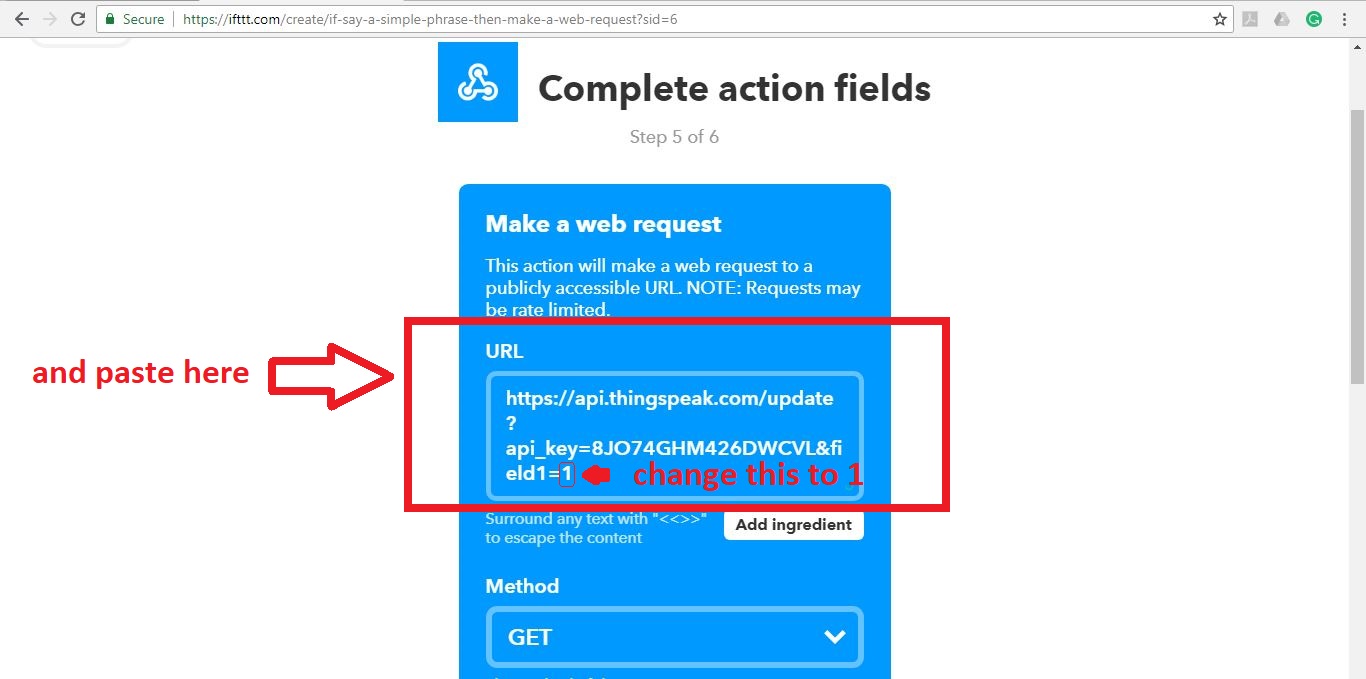 Secure
https://ifttt.com/create/if-say-a-simple-phrase-then-make-a-web-request?sid=6
Complete action fields
Step 5 of 6
Make a web request
This action will make a web request to a
publicly accessible URL. NOTE: Requests may
be rate limited.
URL
and paste here
https://api.thingspeak.com/update
?
api_key=8JO74GHM426DWCVL&fi
eld1=1
change this to 1
Surround any text with "<<>>"
to escape the content
Add ingredient
Method
GET